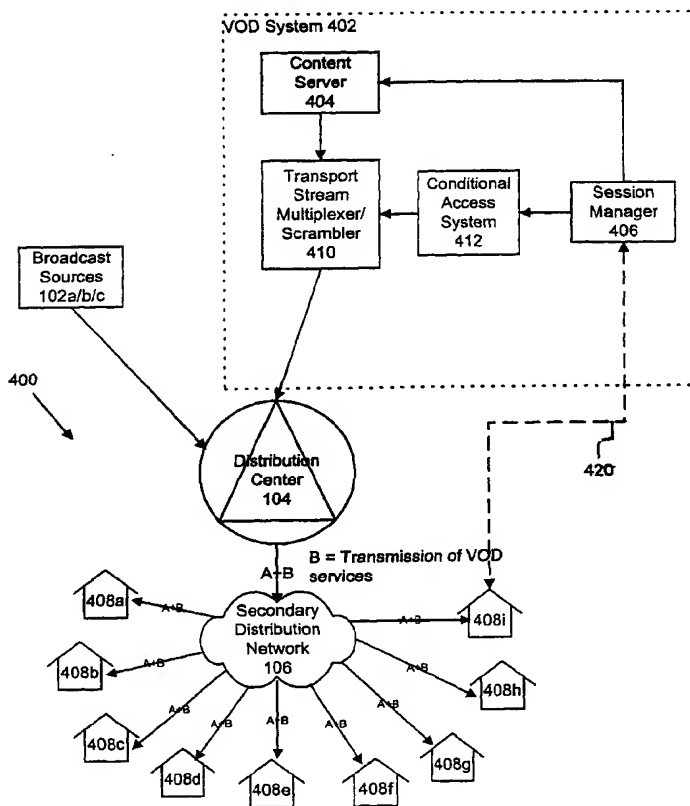 VOD System 402
Content
Server
404
Transport
Stream
Multiplexer/
Scrambler
410
Conditional
Access
System
412
Session
Manager
406
Broadcast
Sources
102a/b/c
400
Distribution
Center
104
420
A+B
B = Transmission of VOD
services
Secondary
Distribution
Network
106
408a
A+B
408b
A+B
408c
A+B
408d
A+B
408e
A+B
408f
A+B
408g
A+B
408h
A+B
408i
A+B